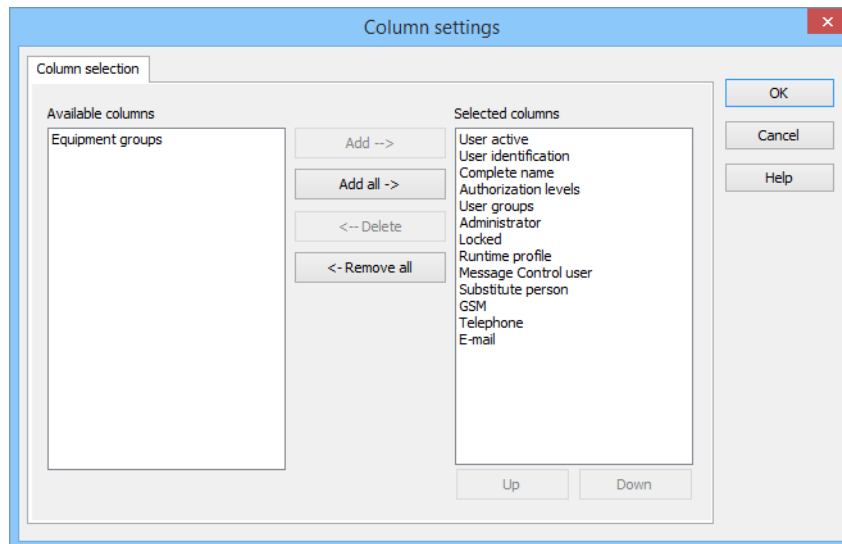 Column settings
Column selection
Available columns
Equipment groups
Add -->
Add all ->
<-- Delete
<- Remove all
Selected columns
User active
User identification
Complete name
Authorization levels
User groups
Administrator
Locked
Runtime profile
Message Control user
Substitute person
GSM
Telephone
E-mail
Up
Down
OK
Cancel
Help